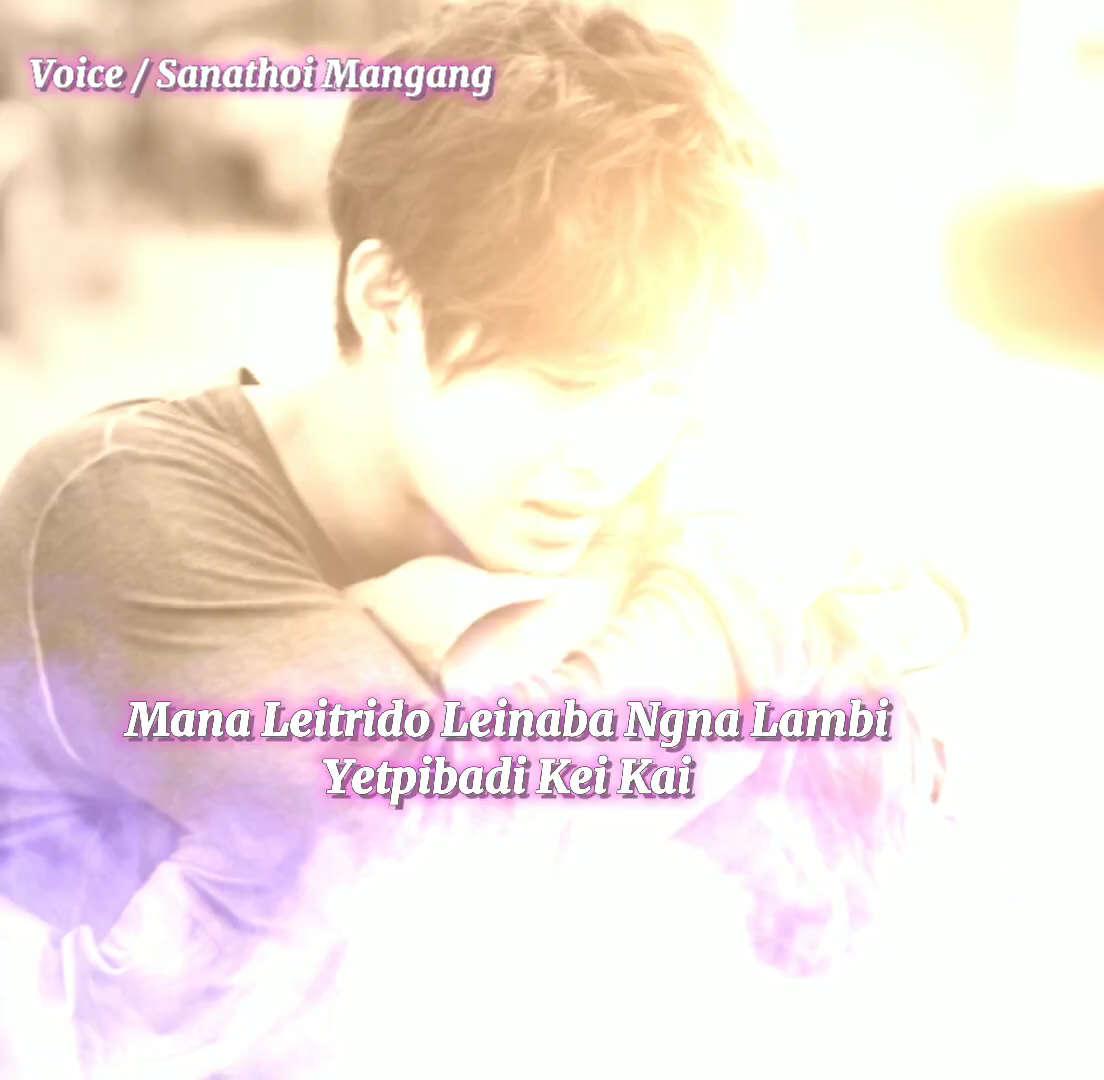 Voice / Sanathoi Mangang
Mana Leitrido Leinaba Ngna Lambi
Yetpibadi Kei Kai